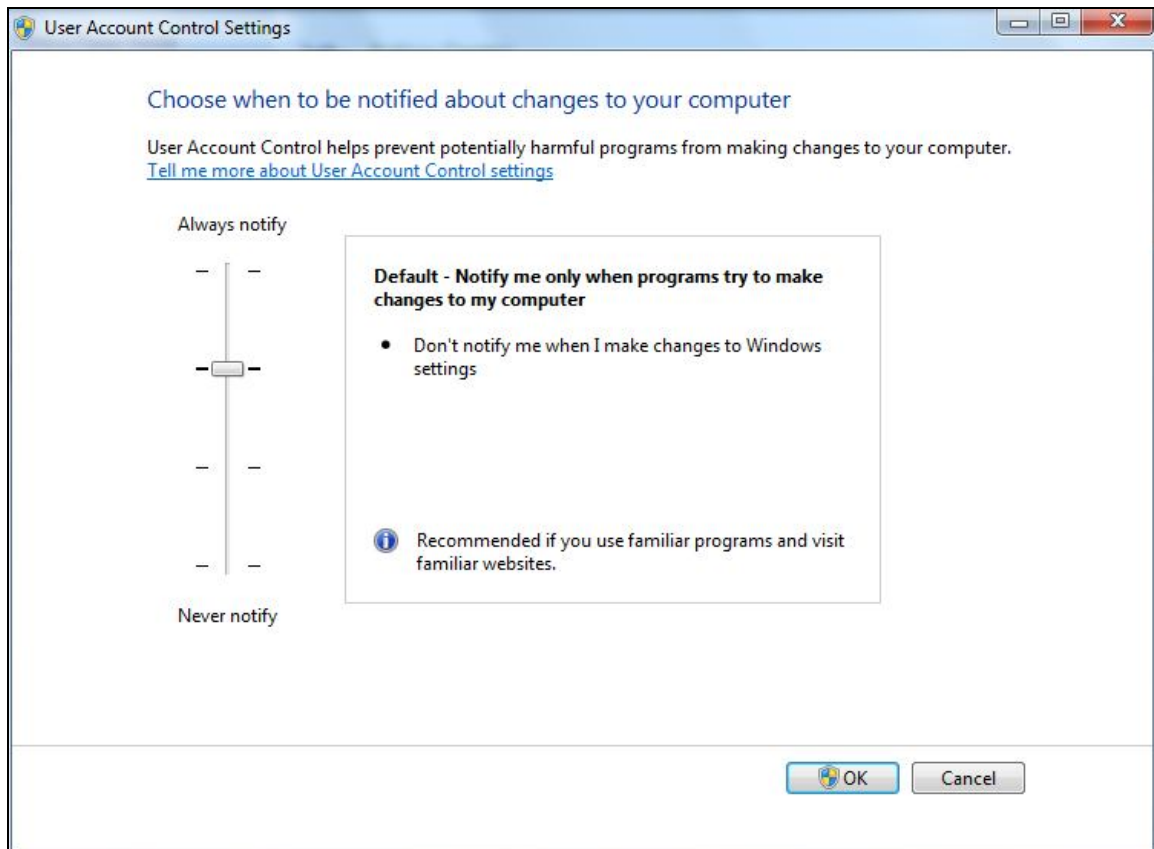 User Account Control Settings
Choose when to be notified about changes to your computer
User Account Control helps prevent potentially harmful programs from making changes to your computer.
Tell me more about User Account Control settings
Always notify
Default - Notify me only when programs try to make
changes to my computer
• Don't notify me when I make changes to Windows
settings
Recommended if you use familiar programs and visit
familiar websites.
Never notify
OK
Cancel